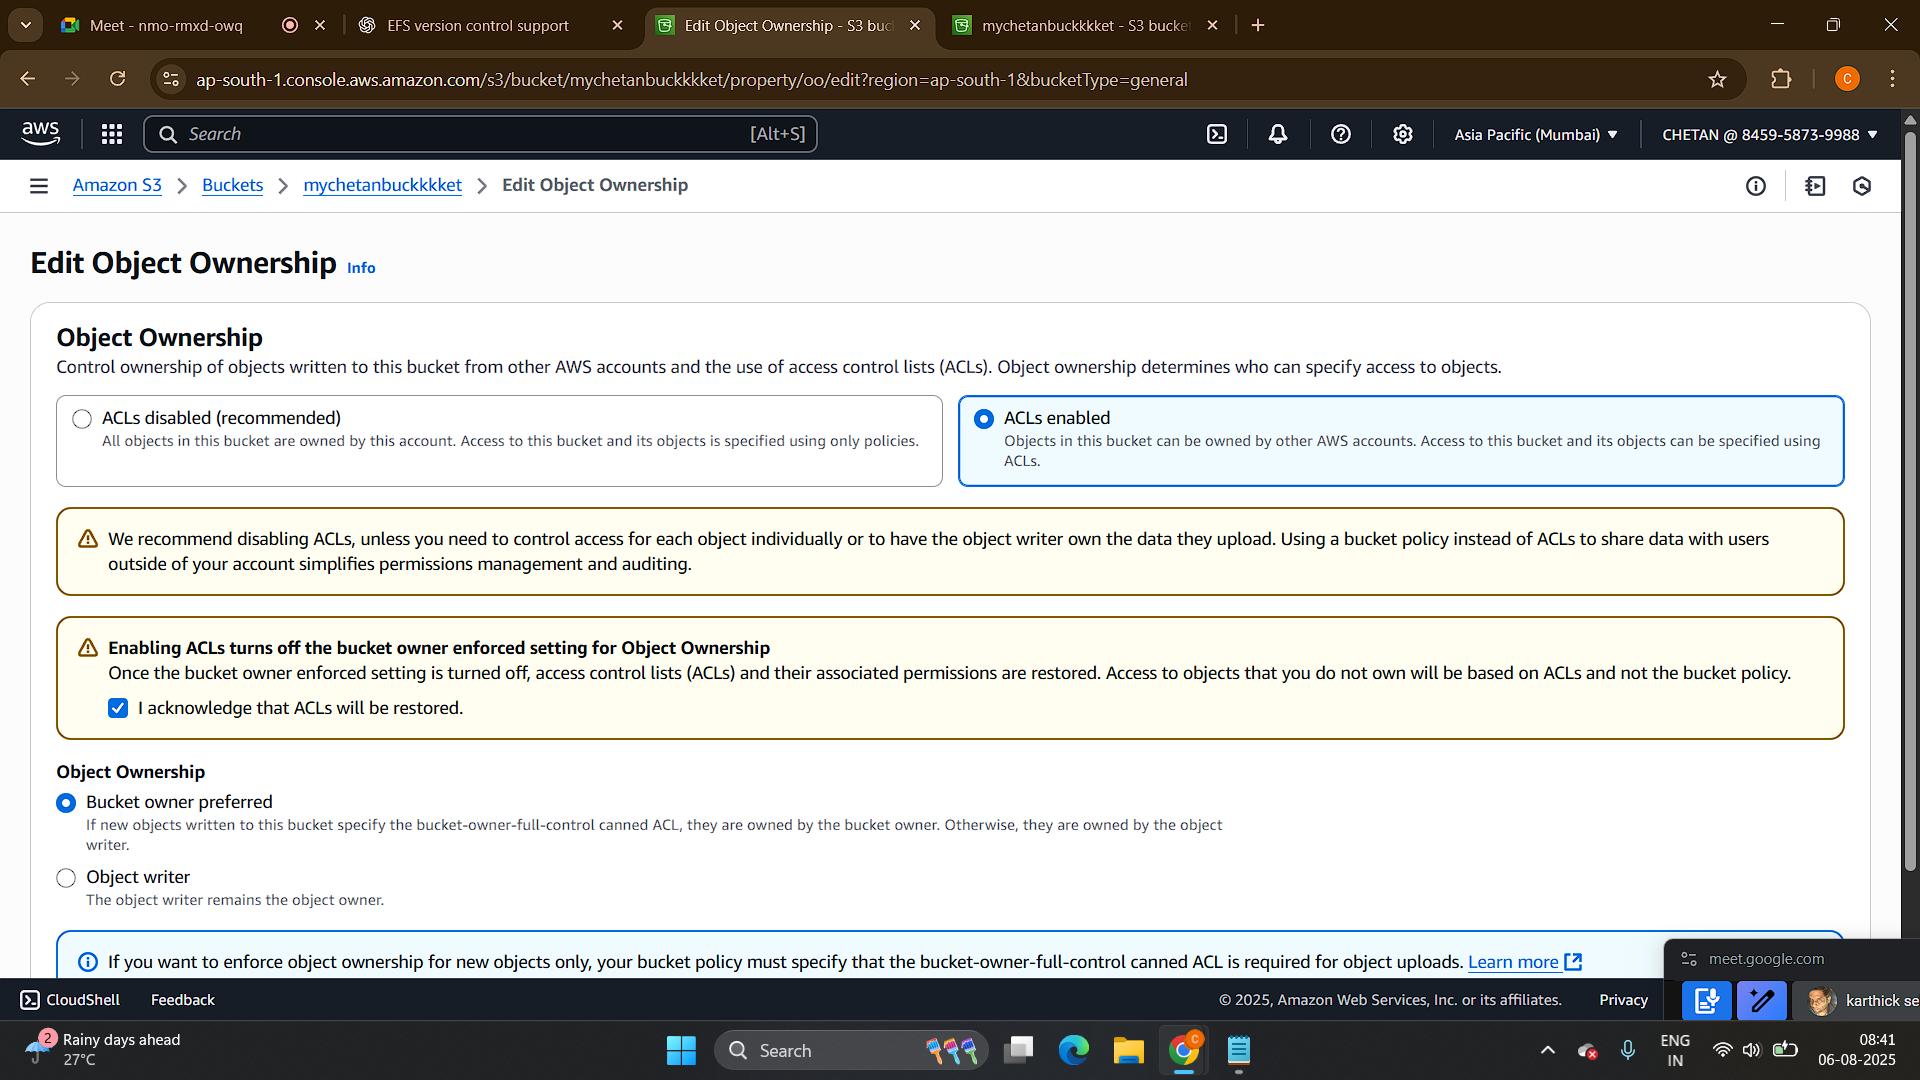 Meet - nmo-rmxd-owq
EFS version control support
Edit Object Ownership - S3 buc
mychetanbuckkkket - S3 bucket
ap-south-1.console.aws.amazon.com/s3/bucket/mychetanbuckkkket/property/oo/edit?region=ap-south-1&bucketType=general
C
aws
Search
[Alt+S]
Asia Pacific (Mumbai)
CHETAN @ 8459-5873-9988
Amazon S3
Buckets
mychetanbuckkkket
Edit Object Ownership
Edit Object Ownership Info
Object Ownership
Control ownership of objects written to this bucket from other AWS accounts and the use of access control lists (ACLs). Object ownership determines who can specify access to objects.
ACLs disabled (recommended)
All objects in this bucket are owned by this account. Access to this bucket and its objects is specified using only policies.
ACLs enabled
Objects in this bucket can be owned by other AWS accounts. Access to this bucket and its objects can be specified using
ACLs.
We recommend disabling ACLs, unless you need to control access for each object individually or to have the object writer own the data they upload. Using a bucket policy instead of ACLs to share data with users
outside of your account simplifies permissions management and auditing.
Enabling ACLs turns off the bucket owner enforced setting for Object Ownership
Once the bucket owner enforced setting is turned off, access control lists (ACLs) and their associated permissions are restored. Access to objects that you do not own will be based on ACLs and not the bucket policy.
I acknowledge that ACLs will be restored.
Object Ownership
Bucket owner preferred
If new objects written to this bucket specify the bucket-owner-full-control canned ACL, they are owned by the bucket owner. Otherwise, they are owned by the object
writer.
Object writer
The object writer remains the object owner.
If you want to enforce object ownership for new objects only, your bucket policy must specify that the bucket-owner-full-control canned ACL is required for object uploads. Learn more
meet.google.com
karthick se
CloudShell
Feedback
© 2025, Amazon Web Services, Inc. or its affiliates.
Privacy
2
Rainy days ahead
27°C
Search
C
ENG
IN
08:41
06-08-2025